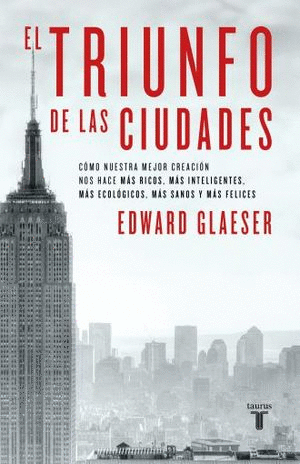 EL
TRIUNFO
DE LAS CIUDADES
CÓMO NUESTRA MEJOR CREACIÓN
NOS HACE MÁS RICOS, MÁS INTELIGENTES,
MÁS ECOLÓGICOS, MÁS SANOS Y MÁS FELICES
EDWARD GLAESER
taurus
T